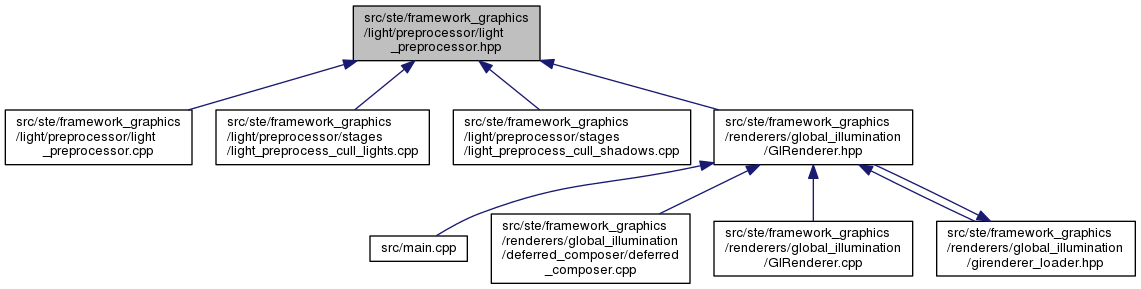 src/ste/framework_graphics
/light/preprocessor/light
_preprocessor.hpp
src/ste/framework_graphics
/light/preprocessor/light
_preprocessor.cpp
src/ste/framework_graphics
/light/preprocessor/stages
/light_preprocess_cull_lights.cpp
src/ste/framework_graphics
/light/preprocessor/stages
/light_preprocess_cull_shadows.cpp
src/ste/framework_graphics
/renderers/global_illumination
/GIRenderer.hpp
src/main.cpp
src/ste/framework_graphics
/renderers/global_illumination
/deferred_composer/deferred
_composer.cpp
src/ste/framework_graphics
/renderers/global_illumination
/GIRenderer.cpp
src/ste/framework_graphics
/renderers/global_illumination
/girenderer_loader.hpp